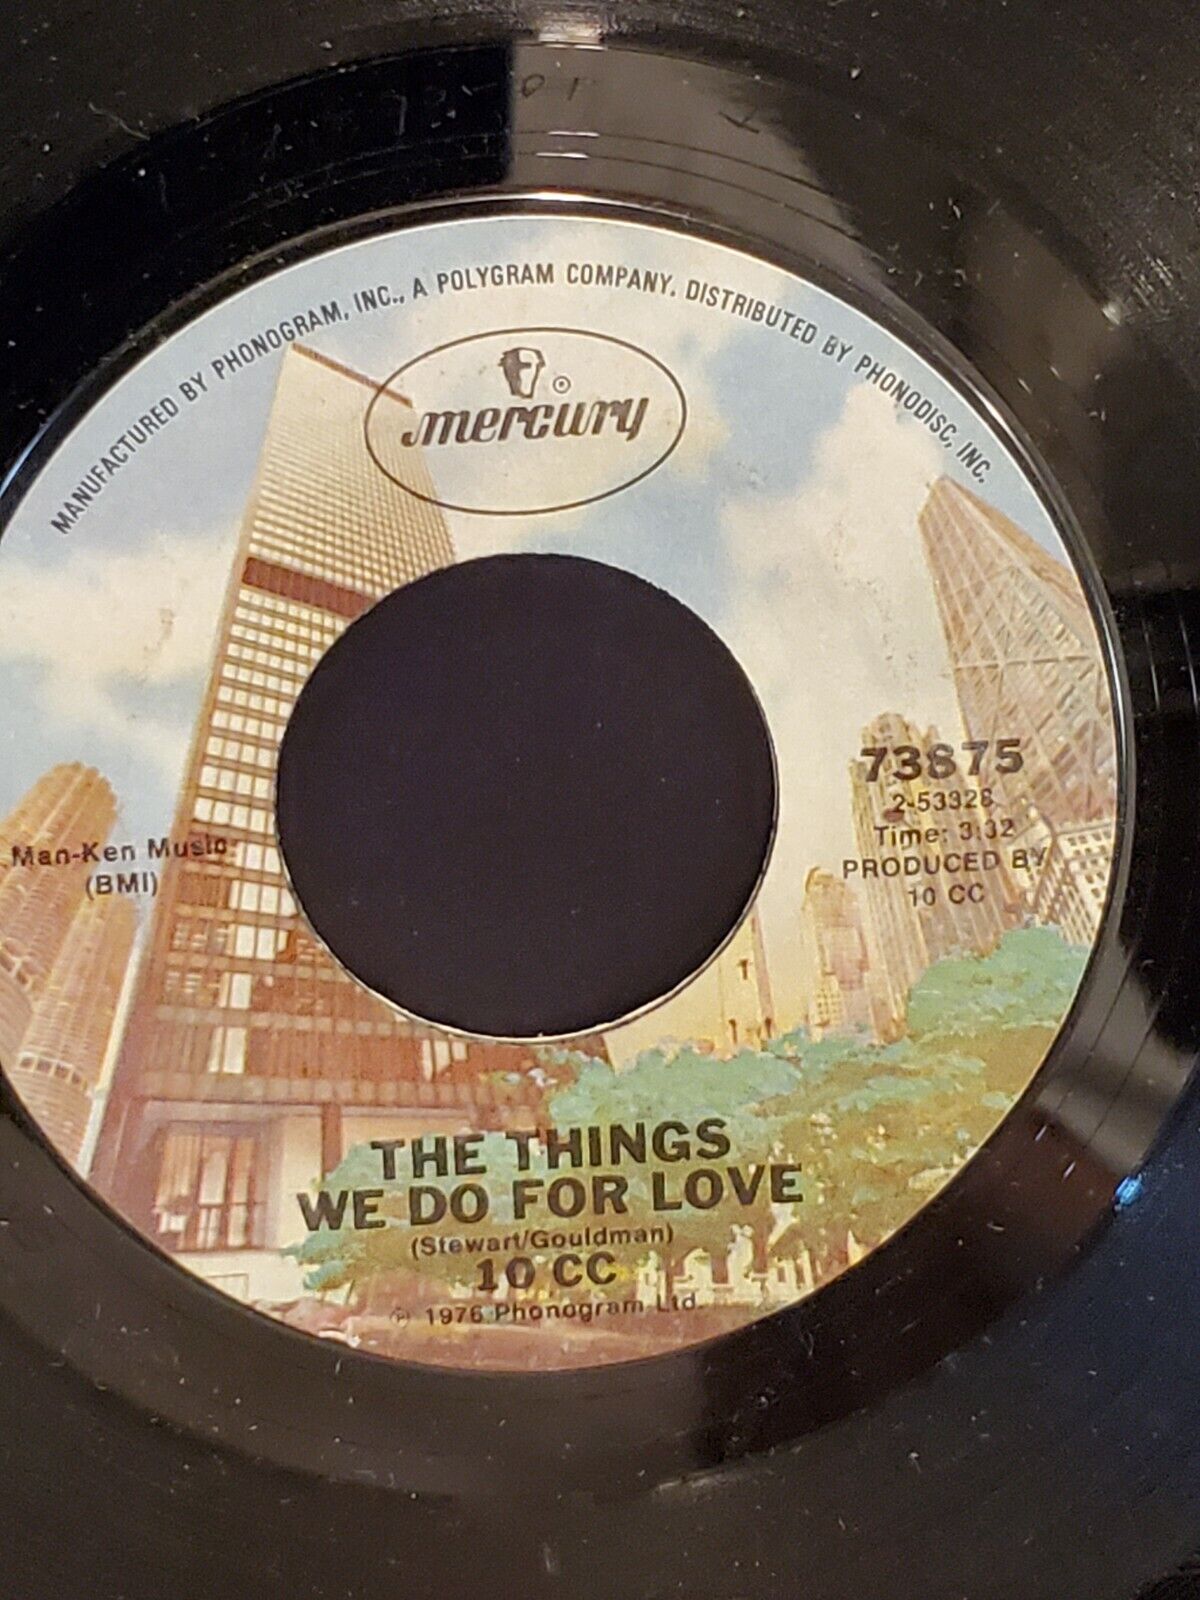 MANUFACTURED BY PHONOGRAM, INC., A POLYGRAM COMPANY. DISTRIBUTED BY PHONODISC, INC.
mercury
73875
2-53328
Time: 3:32
PRODUCED BY
10 CC
Man-Ken Music
(BMI)
THE THINGS
WE DO FOR LOVE
(Stewart/Gouldman)
10 CC
℗ 1976 Phonogram Ltd.